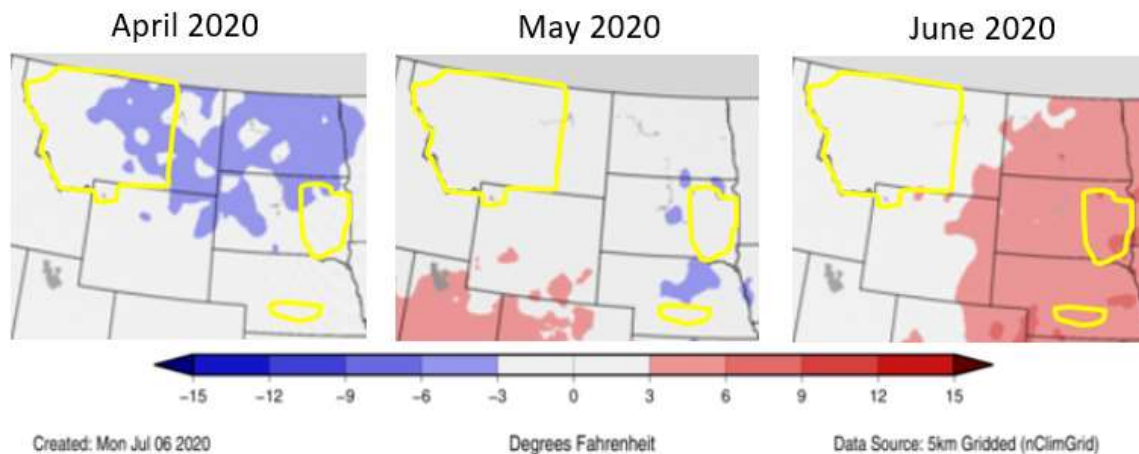 April 2020 May 2020 June 2020
−15 −12 −9 −6 −3 0 3 6 9 12 15
Created: Mon Jul 06 2020 Degrees Fahrenheit Data Source: 5km Gridded (nClimGrid)